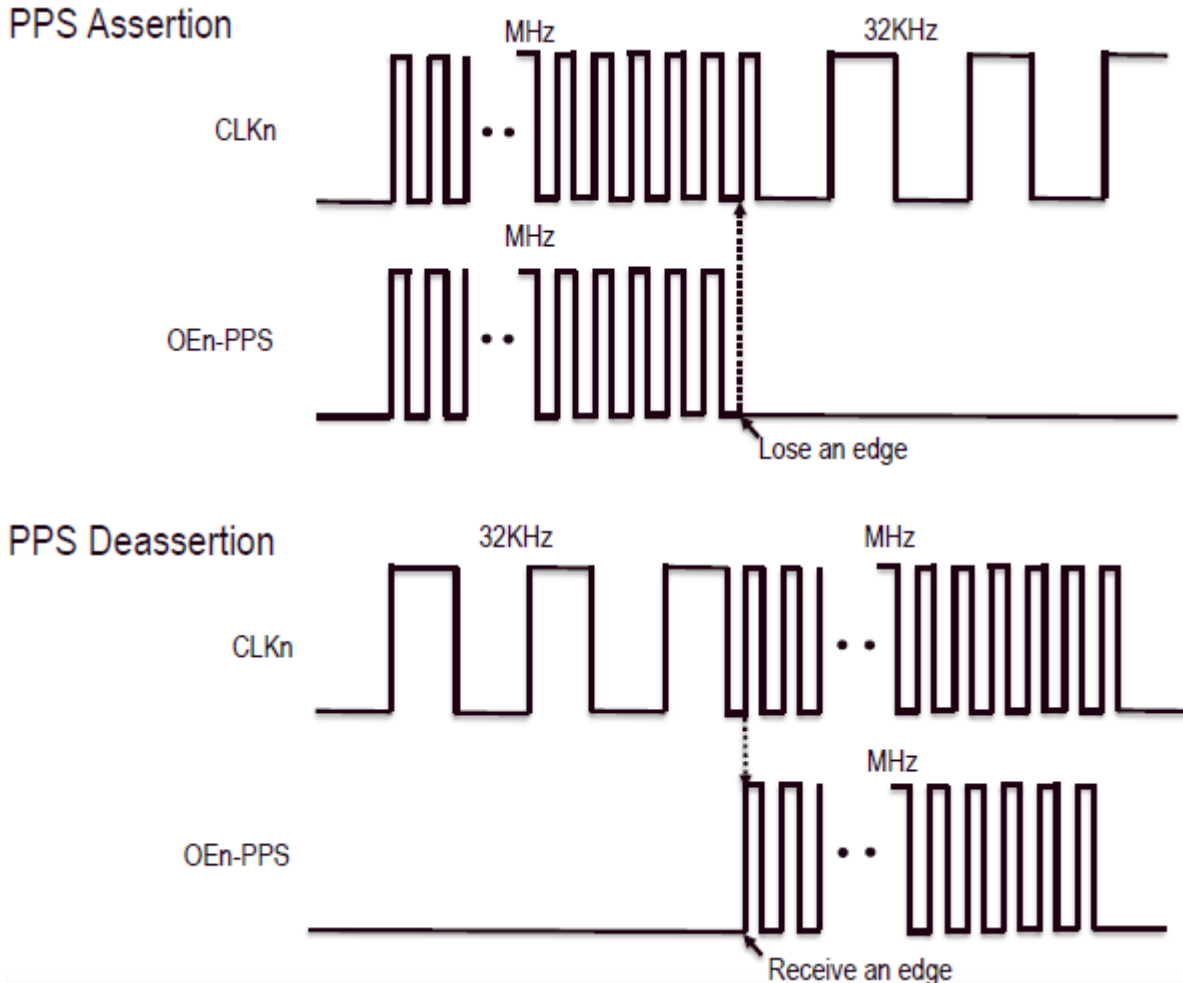 PPS Assertion
MHz
32KHz
CLKn
MHz
OEn-PPS
Lose an edge
PPS Deassertion
32KHz
MHz
CLKn
MHz
OEn-PPS
Receive an edge